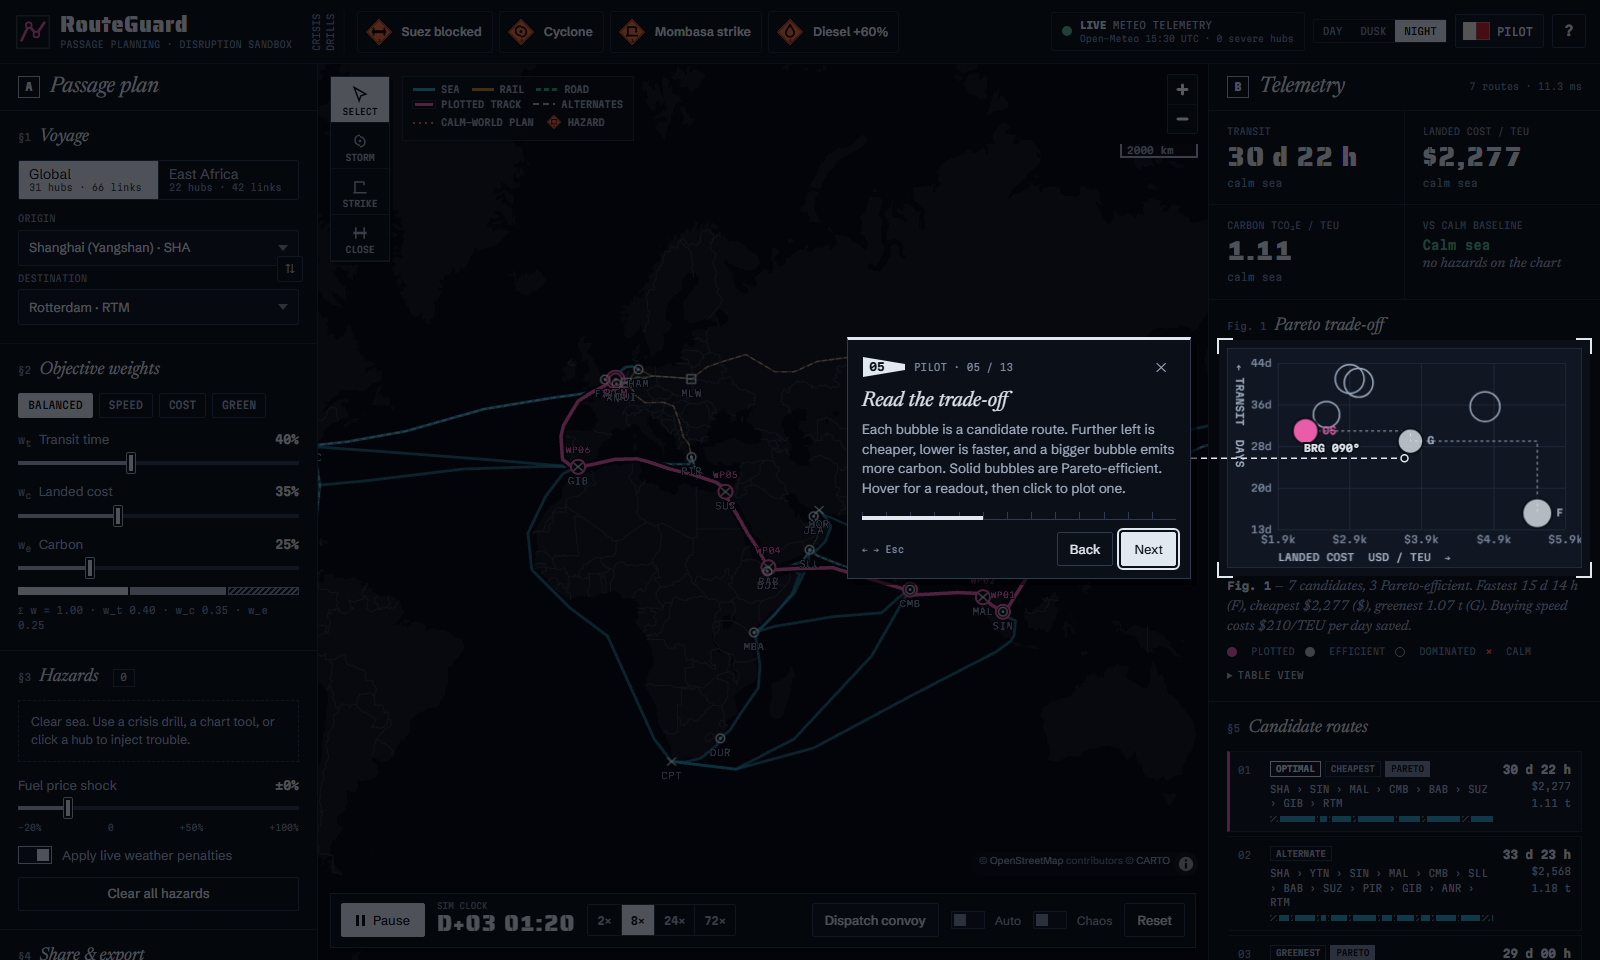 RouteGuard
PASSAGE PLANNING · DISRUPTION SANDBOX
CRISIS
DRILLS
Suez blocked
Cyclone
Mombasa strike
Diesel +60%
LIVE METEO TELEMETRY
Open-Meteo 15:30 UTC · 0 severe hubs
DAY
DUSK
NIGHT
PILOT
?
A Passage plan
§1 Voyage
Global
31 hubs · 66 links
East Africa
22 hubs · 42 links
ORIGIN
Shanghai (Yangshan) · SHA
DESTINATION
Rotterdam · RTM
§2 Objective weights
BALANCED
SPEED
COST
GREEN
w_t Transit time 40%
w_c Landed cost 35%
w_e Carbon 25%
Σ w = 1.00 · w_t 0.40 · w_c 0.35 · w_e
0.25
§3 Hazards 0
Clear sea. Use a crisis drill, a chart tool, or
click a hub to inject trouble.
Fuel price shock ±0%
−20% 0 +50% +100%
Apply live weather penalties
Clear all hazards
§4 Share & export
SELECT
STORM
STRIKE
CLOSE
SEA RAIL ROAD
PLOTTED TRACK ALTERNATES
CALM-WORLD PLAN HAZARD
+
−
2000 km
HAM
MLW
WP06
GIB
PIR
WP05
SUZ
JEA
WP04
BAB
SLL
CMB
WP02
MAL
WP01
SIN
MBA
DUR
CPT
05 PILOT · 05 / 13
Read the trade-off
Each bubble is a candidate route. Further left is
cheaper, lower is faster, and a bigger bubble emits
more carbon. Solid bubbles are Pareto-efficient.
Hover for a readout, then click to plot one.
← → Esc
Back
Next
© OpenStreetMap contributors © CARTO
Pause
SIM CLOCK
D+03 01:20
2×
8×
24×
72×
Dispatch convoy
Auto
Chaos
Reset
B Telemetry
7 routes · 11.3 ms
TRANSIT
30 d 22 h
calm sea
LANDED COST / TEU
$2,277
calm sea
CARBON TCO₂E / TEU
1.11
calm sea
VS CALM BASELINE
Calm sea
no hazards on the chart
Fig. 1 Pareto trade-off
44d
36d
28d
20d
13d
↑ TRANSIT DAYS
BRG 090°
G
F
$1.9k $2.9k $3.9k $4.9k $5.9k
LANDED COST USD / TEU →
Fig. 1 — 7 candidates, 3 Pareto-efficient. Fastest 15 d 14 h
(F), cheapest $2,277 ($), greenest 1.07 t (G). Buying speed
costs $210/TEU per day saved.
PLOTTED EFFICIENT DOMINATED × CALM
TABLE VIEW
§5 Candidate routes
01 OPTIMAL CHEAPEST PARETO 30 d 22 h
SHA › SIN › MAL › CMB › BAB › SUZ $2,277
› GIB › RTM 1.11 t
02 ALTERNATE 33 d 23 h
SHA › YTN › SIN › MAL › CMB › SLL $2,568
› BAB › SUZ › PIR › GIB › ANR › 1.18 t
RTM
03 GREENEST PARETO 29 d 00 h